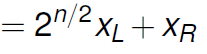 = 2^{n/2} x_L + x_R